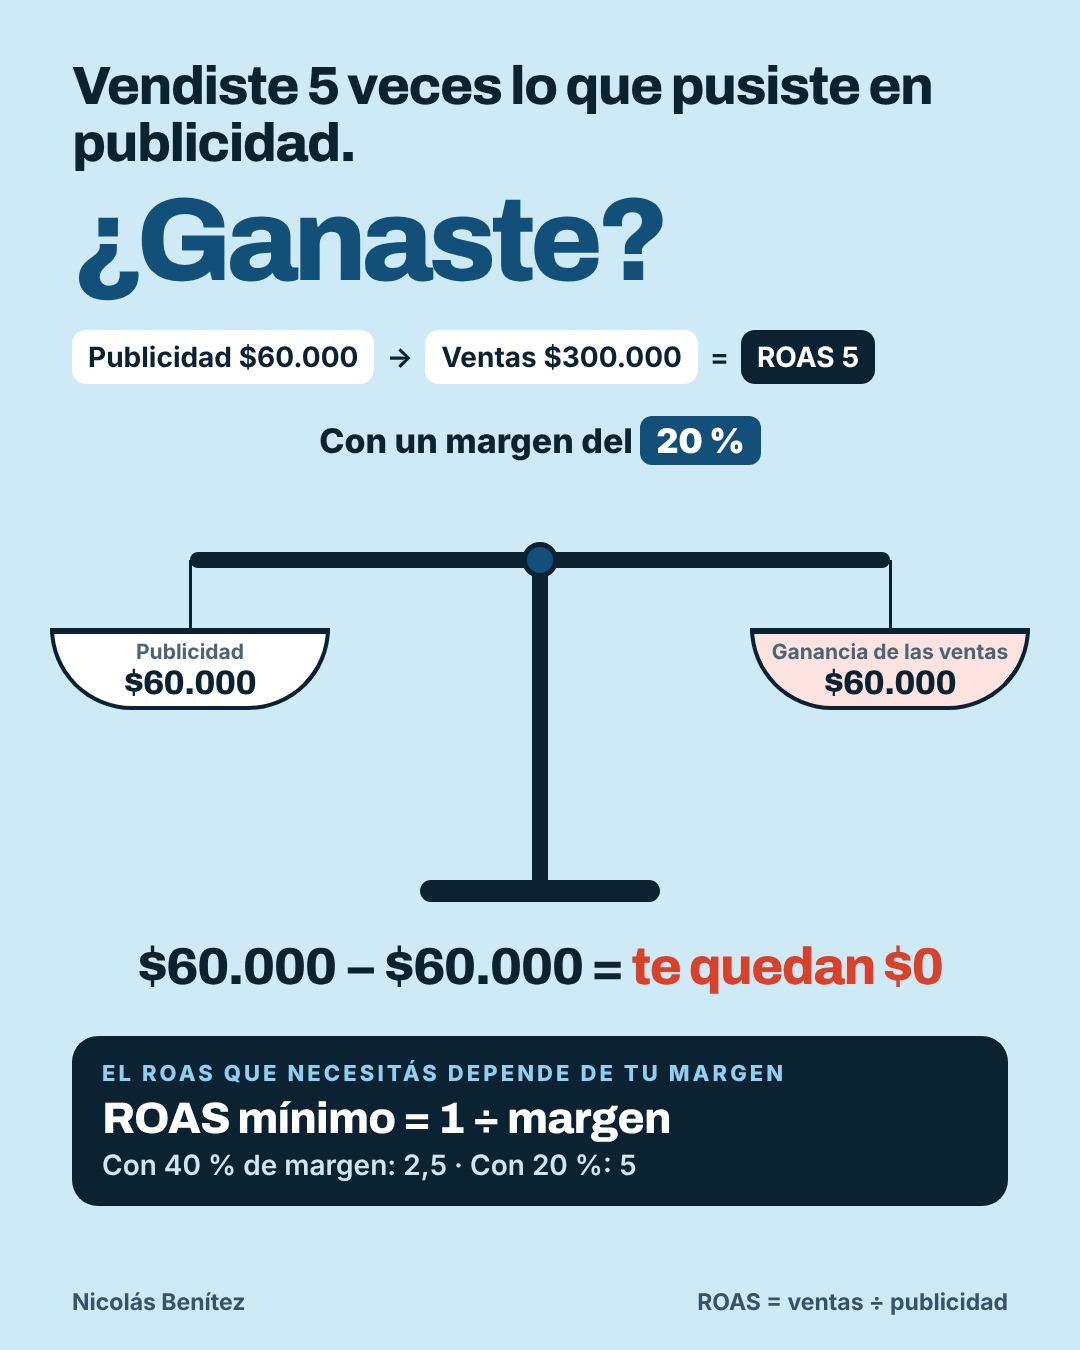 Vendiste 5 veces lo que pusiste en
publicidad.
¿Ganaste?
Publicidad $60.000 → Ventas $300.000 = ROAS 5
Con un margen del 20 %
Publicidad
$60.000
Ganancia de las ventas
$60.000
$60.000 – $60.000 = te quedan $0
EL ROAS QUE NECESITÁS DEPENDE DE TU MARGEN
ROAS mínimo = 1 ÷ margen
Con 40 % de margen: 2,5 · Con 20 %: 5
Nicolás Benítez
ROAS = ventas ÷ publicidad